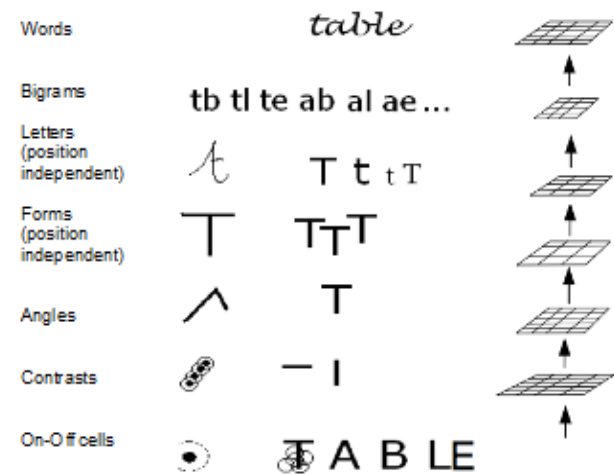 Words table
Bigrams tb tl te ab al ae...
Letters
(position
independent)
t T t t T
Forms
(position
independent)
T T T T
Angles T
Contrasts
On-Off cells T A B LE